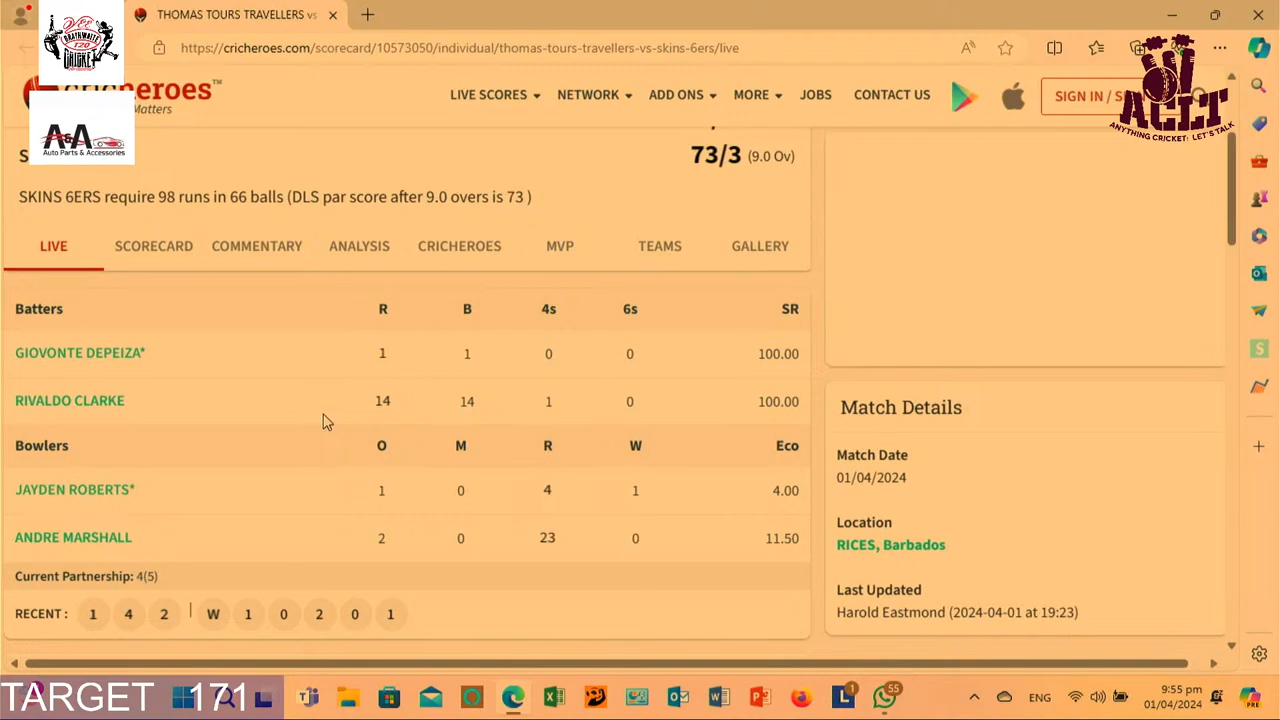 THOMAS TOURS TRAVELLERS vs
https://cricheroes.com/scorecard/10573050/individual/thomas-tours-travellers-vs-skins-6ers/live
BRATHWAITE
T20
CRICKET
cricheroes™
Matters
LIVE SCORES NETWORK ADD ONS MORE JOBS CONTACT US SIGN IN / S
ACLT
ANYTHING CRICKET: LET'S TALK
A&A
Auto Parts & Accessories
S 73/3 (9.0 Ov)
SKINS 6ERS require 98 runs in 66 balls (DLS par score after 9.0 overs is 73 )
LIVE SCORECARD COMMENTARY ANALYSIS CRICHEROES MVP TEAMS GALLERY
Batters R B 4s 6s SR
GIOVONTE DEPEIZA* 1 1 0 0 100.00
RIVALDO CLARKE 14 14 1 0 100.00
Bowlers O M R W Eco
JAYDEN ROBERTS* 1 0 4 1 4.00
ANDRE MARSHALL 2 0 23 0 11.50
Current Partnership: 4(5)
RECENT : 1 4 2 | W 1 0 2 0 1
Match Details
Match Date
01/04/2024
Location
RICES, Barbados
Last Updated
Harold Eastmond (2024-04-01 at 19:23)
TARGET 171
1
55
ENG
9:55 pm
01/04/2024
PRE